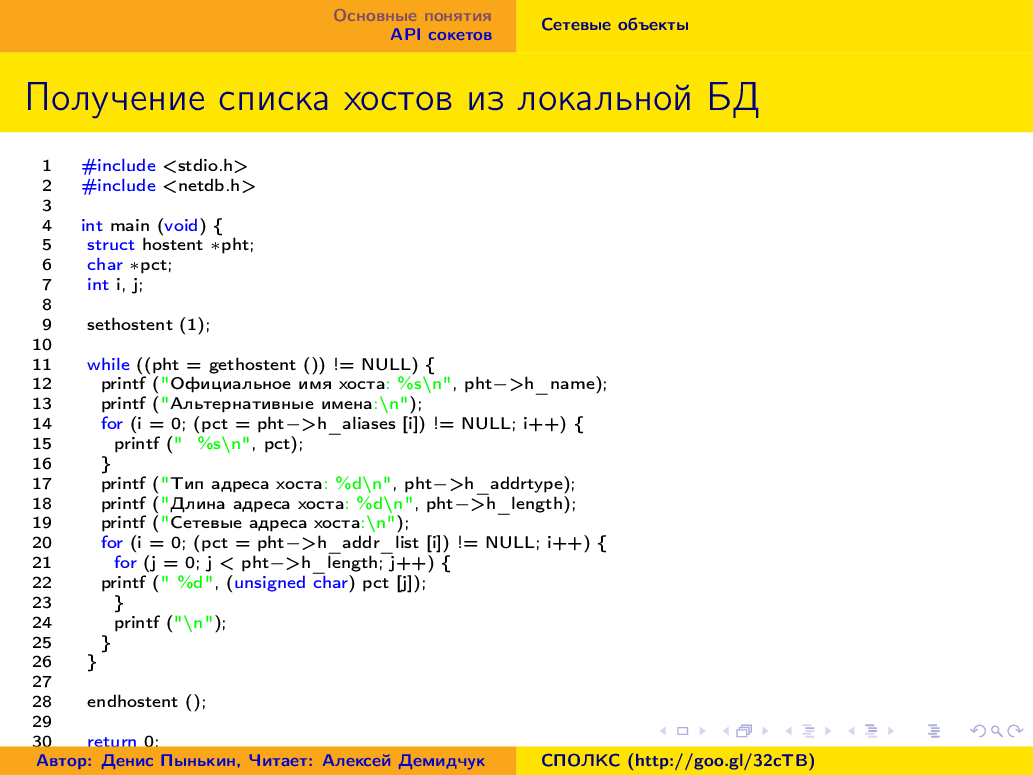 Основные понятия
API сокетов
Сетевые объекты
Получение списка хостов из локальной БД
1 #include <stdio.h>
2 #include <netdb.h>
3
4 int main (void) {
5 struct hostent *pht;
6 char *pct;
7 int i, j;
8
9 sethostent (1);
10
11 while ((pht = gethostent ()) != NULL) {
12 printf ("Официальное имя хоста: %s\n", pht−>h_name);
13 printf ("Альтернативные имена:\n");
14 for (i = 0; (pct = pht−>h_aliases [i]) != NULL; i++) {
15 printf (" %s\n", pct);
16 }
17 printf ("Тип адреса хоста: %d\n", pht−>h_addrtype);
18 printf ("Длина адреса хоста: %d\n", pht−>h_length);
19 printf ("Сетевые адреса хоста:\n");
20 for (i = 0; (pct = pht−>h_addr_list [i]) != NULL; i++) {
21 for (j = 0; j < pht−>h_length; j++) {
22 printf (" %d", (unsigned char) pct [j]);
23 }
24 printf ("\n");
25 }
26 }
27
28 endhostent ();
29
30 return 0;
Автор: Денис Пынькин, Читает: Алексей Демидчук
СПОЛКС (http://goo.gl/32cTB)